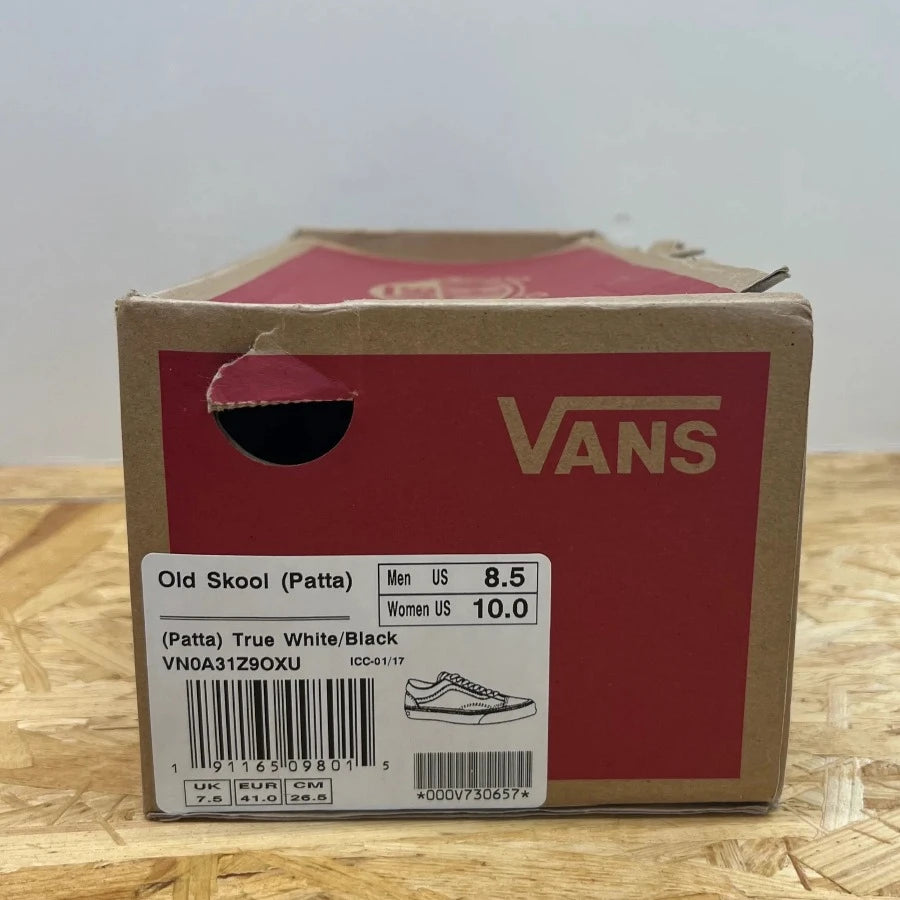 VANS
Old Skool (Patta)
Men US 8.5
Women US 10.0
(Patta) True White/Black
VN0A31Z9OXU ICC-01/17
1 91165 09801 5
*000V730657*
UK EUR CM
7.5 41.0 26.5